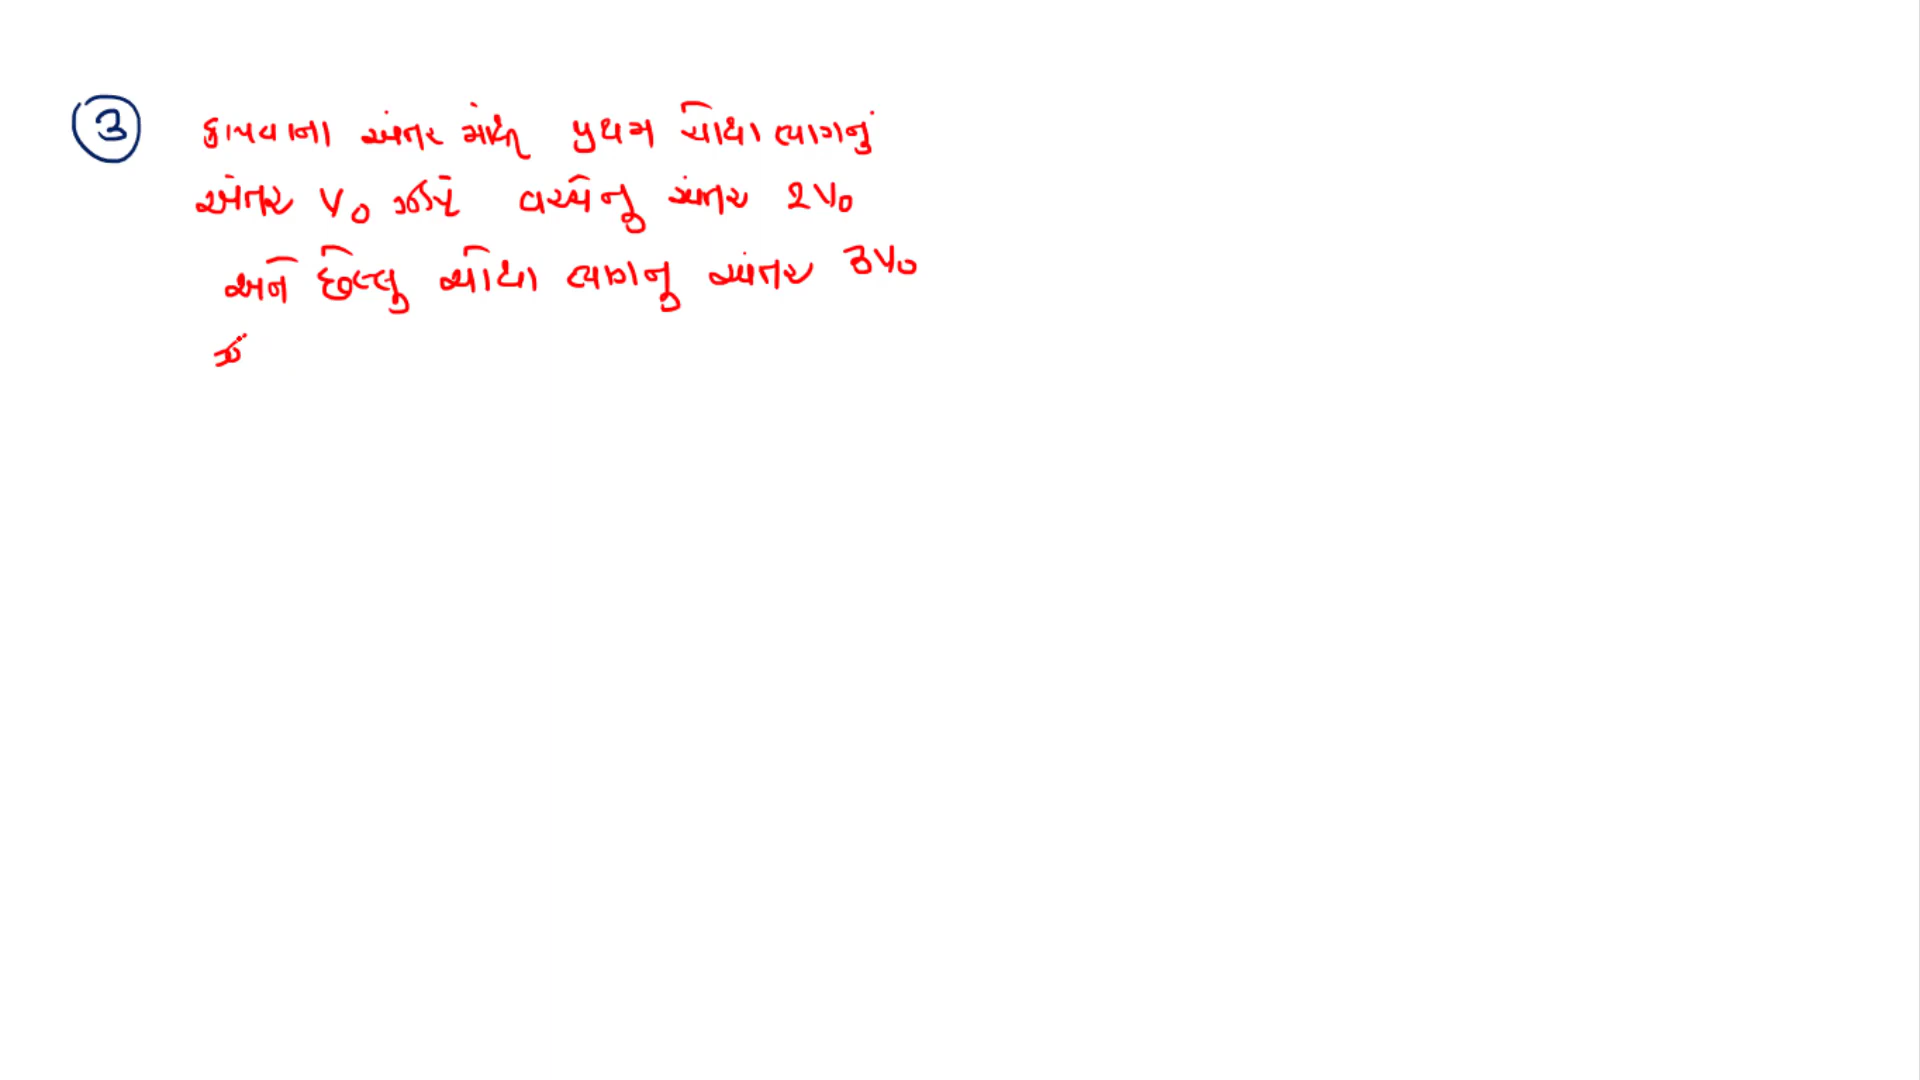 ③ કાપવાના અંતર માંથી પ્રથમ ચોથા ભાગનું
અંતર V₀ ઝડપે વચ્ચેનુ અંતર 2V₀
અને છેલ્લુ ચોથા ભાગનુ અંતર 3V₀